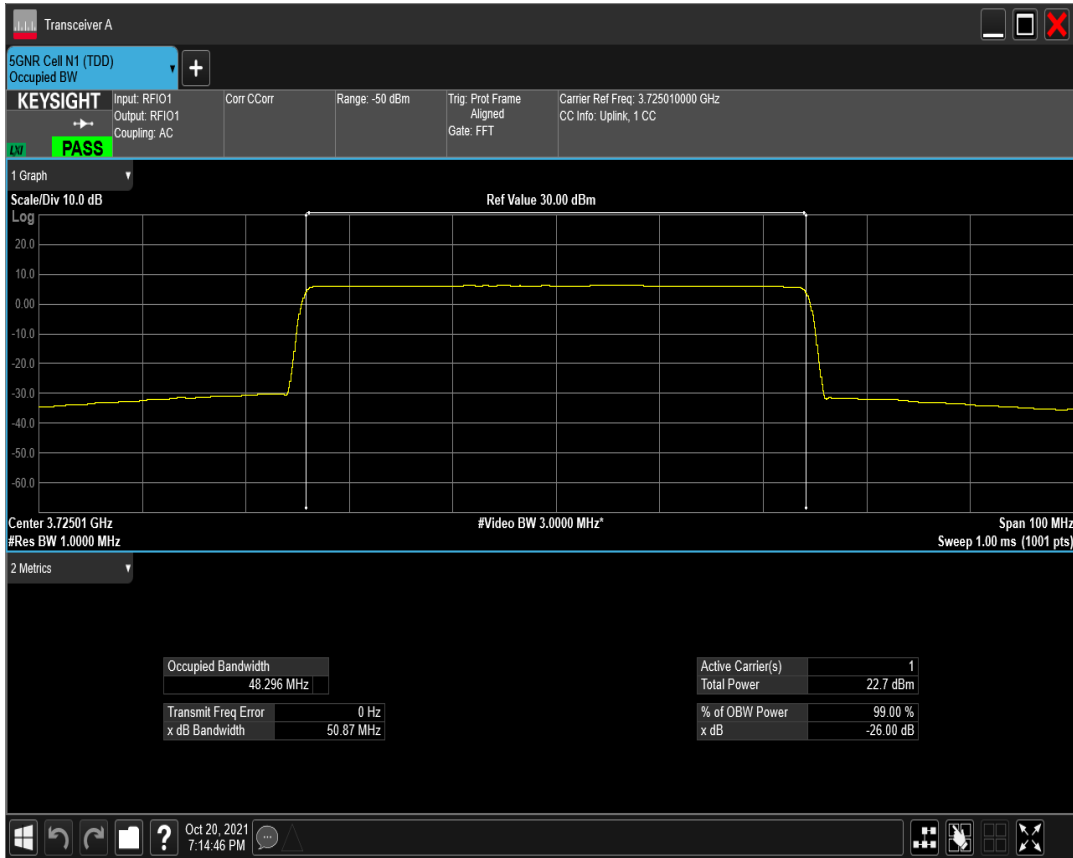 Transceiver A
5GNR Cell N1 (TDD)
Occupied BW
+
KEYSIGHT
LXI
PASS
Input: RFIO1
Output: RFIO1
Coupling: AC
Corr CCorr
Range: -50 dBm
Trig: Prot Frame
Aligned
Gate: FFT
Carrier Ref Freq: 3.725010000 GHz
CC Info: Uplink, 1 CC
1 Graph
Scale/Div 10.0 dB
Ref Value 30.00 dBm
Log
20.0
10.0
0.00
-10.0
-20.0
-30.0
-40.0
-50.0
-60.0
Center 3.72501 GHz
#Video BW 3.0000 MHz*
Span 100 MHz
#Res BW 1.0000 MHz
Sweep 1.00 ms (1001 pts)
2 Metrics
Occupied Bandwidth
48.296 MHz
Transmit Freq Error 0 Hz
x dB Bandwidth 50.87 MHz
Active Carrier(s) 1
Total Power 22.7 dBm
% of OBW Power 99.00 %
x dB -26.00 dB
?
Oct 20, 2021
7:14:46 PM